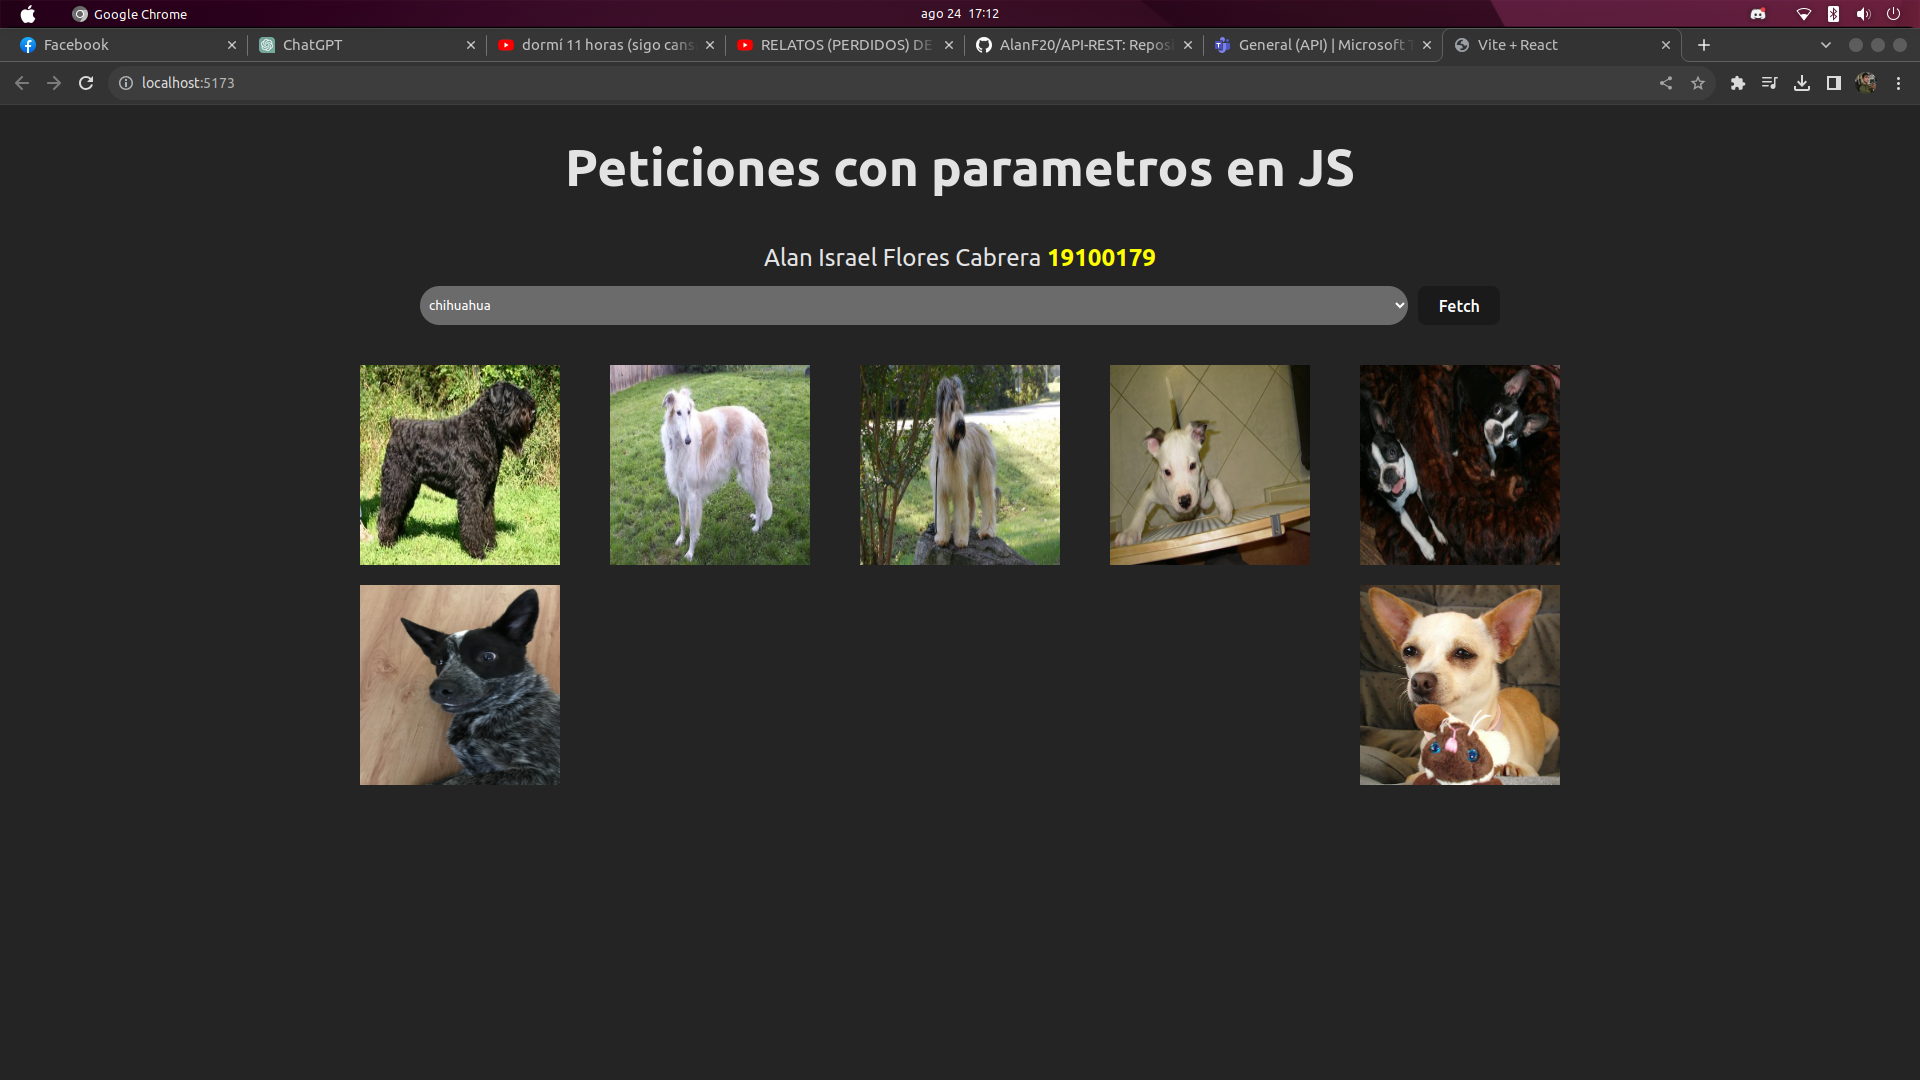 Google Chrome
ago 24 17:12
Facebook
ChatGPT
dormí 11 horas (sigo cans
RELATOS (PERDIDOS) DE
AlanF20/API-REST: Reposi
General (API) | Microsoft T
Vite + React
localhost:5173
Peticiones con parametros en JS
Alan Israel Flores Cabrera 19100179
chihuahua
Fetch